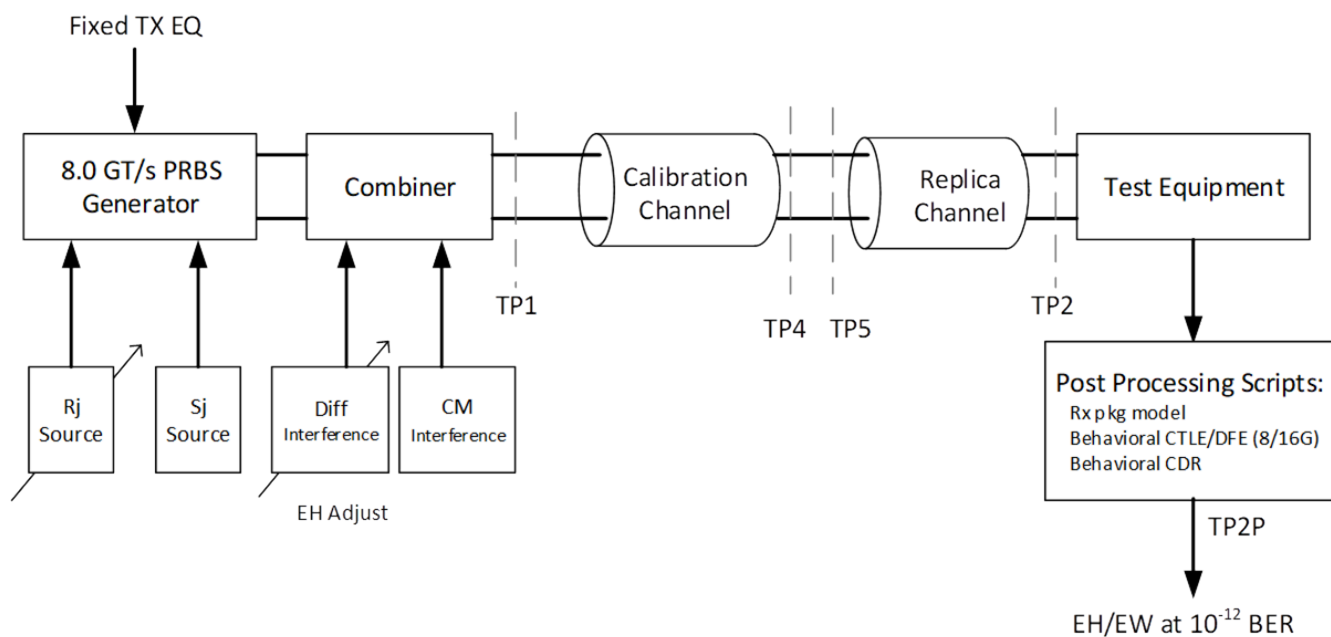 Fixed TX EQ
8.0 GT/s PRBS
Generator
Combiner
Calibration
Channel
Replica
Channel
Test Equipment
TP1
TP4
TP5
TP2
Rj
Source
Sj
Source
Diff
Interference
CM
Interference
EH Adjust
Post Processing Scripts:
Rx pkg model
Behavioral CTLE/DFE (8/16G)
Behavioral CDR
TP2P
EH/EW at 10⁻¹² BER